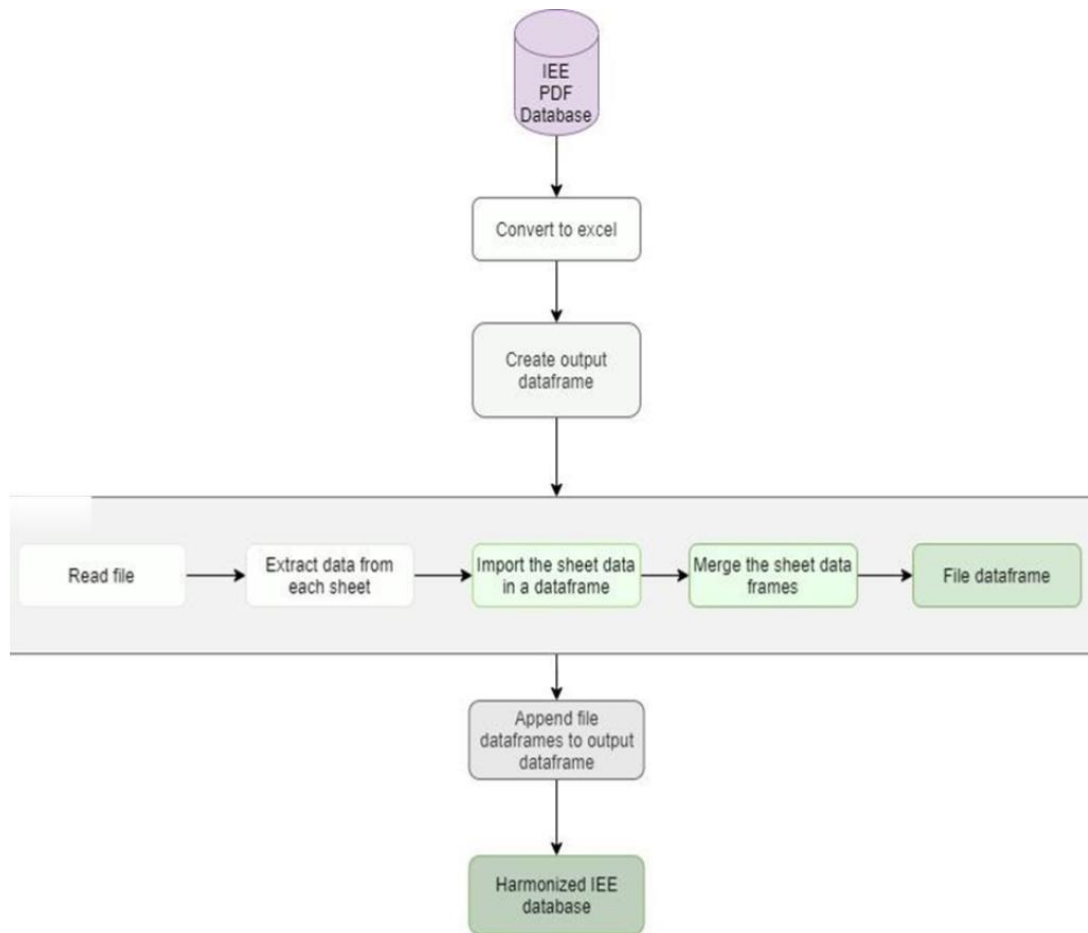 IEE
PDF
Database
Convert to excel
Create output
dataframe
Read file
Extract data from
each sheet
Import the sheet data
in a dataframe
Merge the sheet data
frames
File dataframe
Append file
dataframes to output
dataframe
Harmonized IEE
database